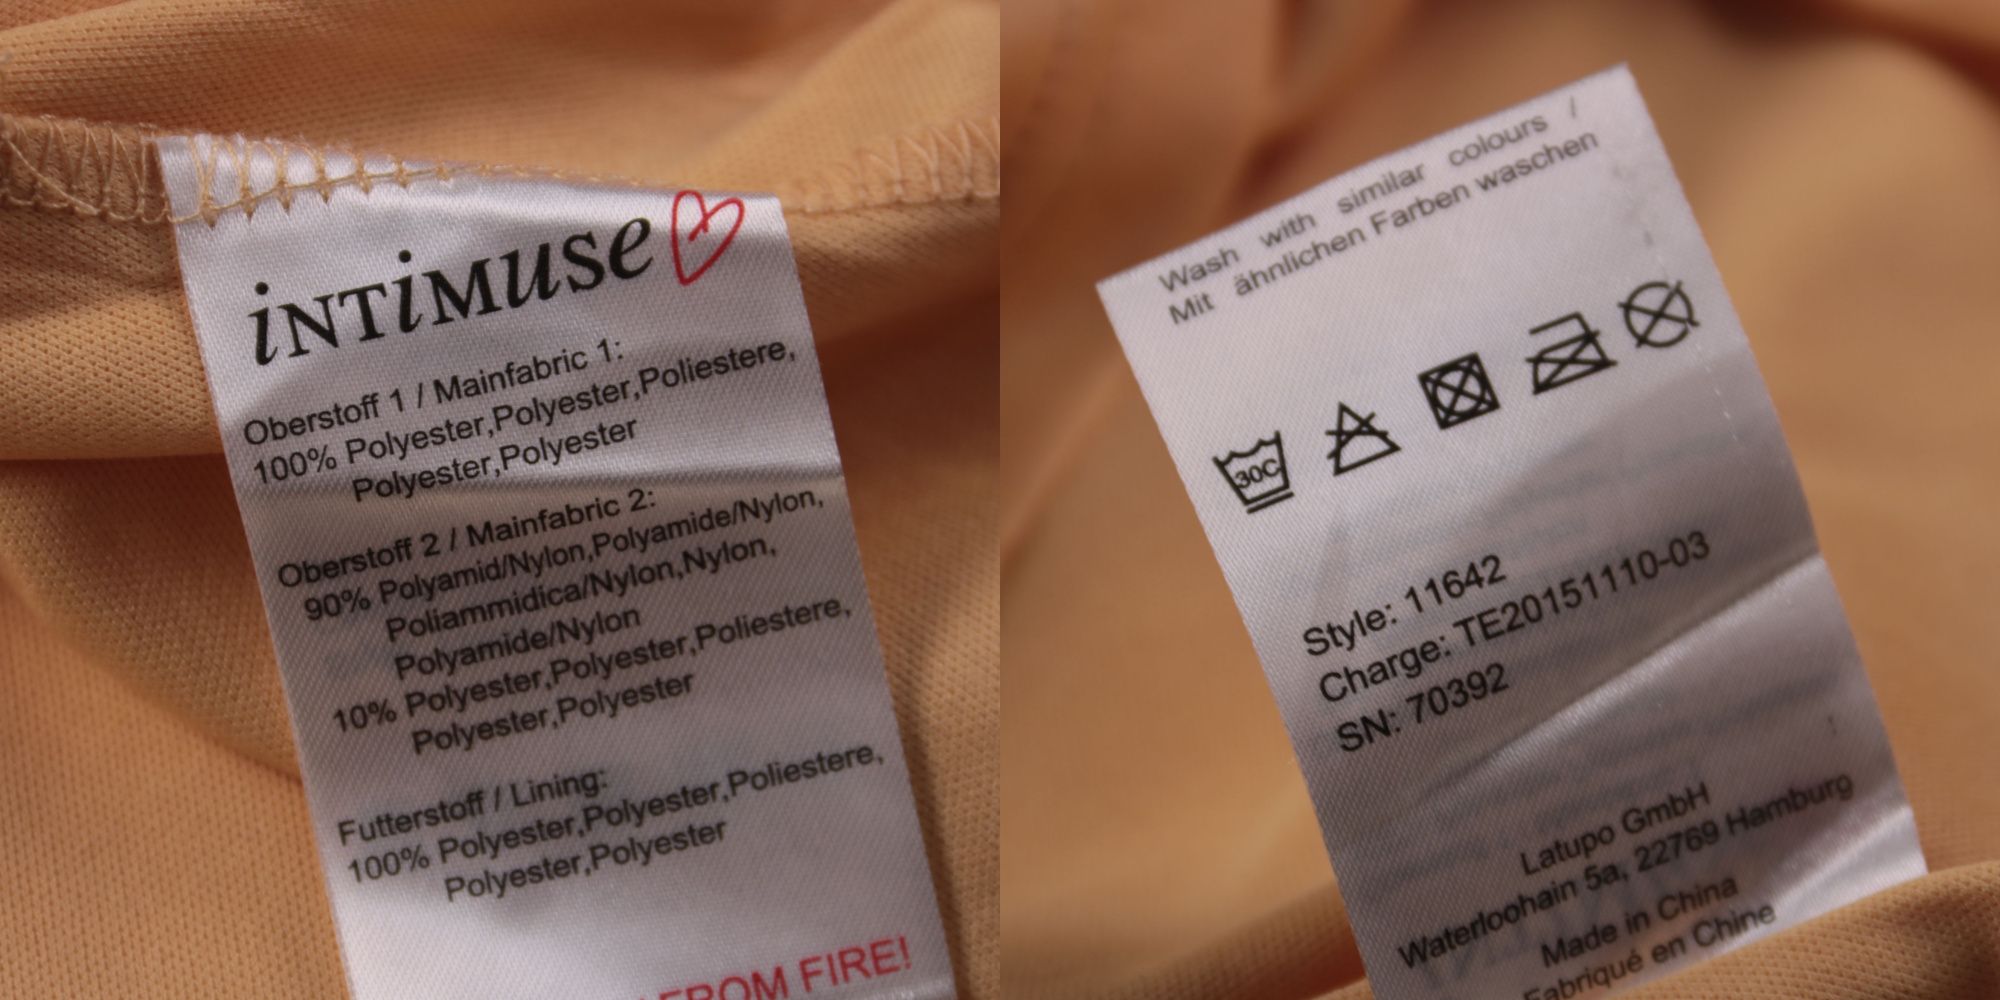 iNTiMuse
Oberstoff 1 / Mainfabric 1:
100% Polyester,Polyester,Poliestere,
Polyester,Polyester
Oberstoff 2 / Mainfabric 2:
90% Polyamid/Nylon,Polyamide/Nylon,
Poliammidica/Nylon,Nylon,
Polyamide/Nylon
10% Polyester,Polyester,Poliestere,
Polyester,Polyester
Futterstoff / Lining:
100% Polyester,Polyester,Poliestere,
Polyester,Polyester
FROM FIRE!
Wash with similar colours /
Mit ähnlichen Farben waschen
30C
Style: 11642
Charge: TE20151110-03
SN: 70392
Latupo GmbH
Waterloohain 5a, 22769 Hamburg
Made in China
Fabriqué en Chine